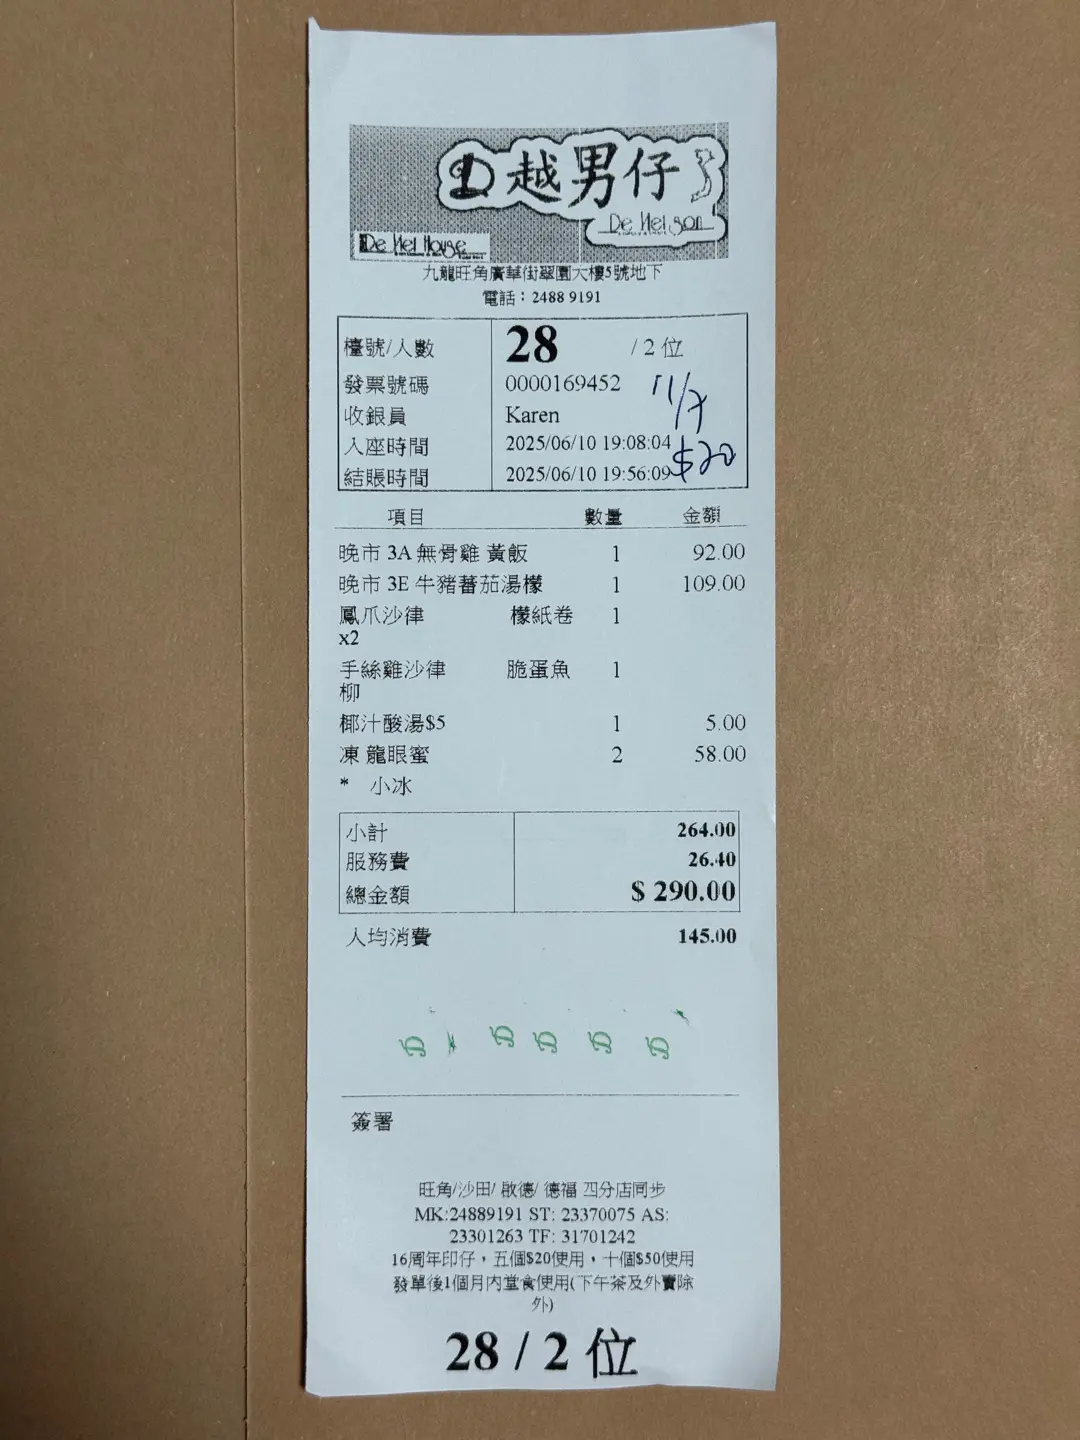 D 越男仔
De Nei Son
De Nei House
九龍旺角廣華街翠園大樓5號地下
電話：2488 9191
檯號/人數 28 / 2 位
發票號碼 0000169452
收銀員 Karen
入座時間 2025/06/10 19:08:04
結賬時間 2025/06/10 19:56:09
11/7
$20
項目 數量 金額
晚市 3A 無骨雞 黃飯 1 92.00
晚市 3E 牛豬蕃茄湯檬 1 109.00
鳳爪沙律 檬紙卷 1
x2
手絲雞沙律 脆蛋魚 1
柳
椰汁酸湯$5 1 5.00
凍 龍眼蜜 2 58.00
* 小冰
小計 264.00
服務費 26.40
總金額 $ 290.00
人均消費 145.00
D D D D D
簽署
旺角/沙田/ 啟德/ 德福 四分店同步
MK:24889191 ST: 23370075 AS:
23301263 TF: 31701242
16周年印仔，五個$20使用，十個$50使用
發單後1個月內堂食使用(下午茶及外賣除
外)
28 / 2 位